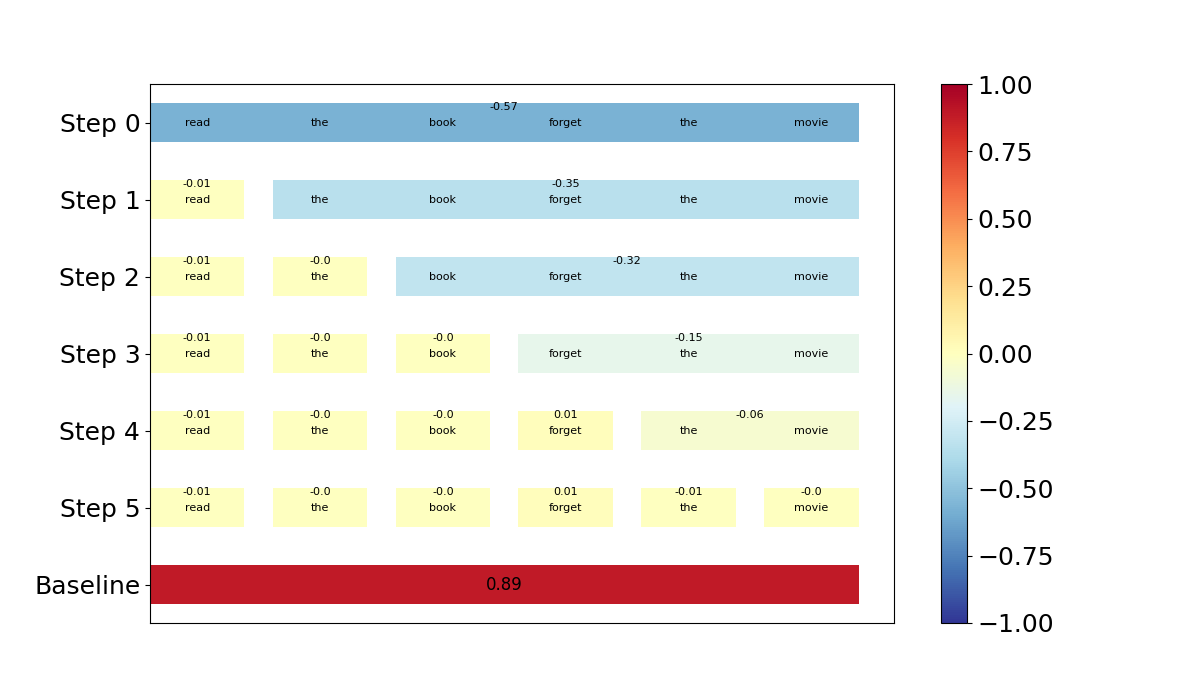 -0.57
Step 0 read the book forget the movie
-0.01 -0.35
Step 1 read the book forget the movie
-0.01 -0.0 -0.32
Step 2 read the book forget the movie
-0.01 -0.0 -0.0 -0.15
Step 3 read the book forget the movie
-0.01 -0.0 -0.0 0.01 -0.06
Step 4 read the book forget the movie
-0.01 -0.0 -0.0 0.01 -0.01 -0.0
Step 5 read the book forget the movie
Baseline 0.89
1.00
0.75
0.50
0.25
0.00
−0.25
−0.50
−0.75
−1.00